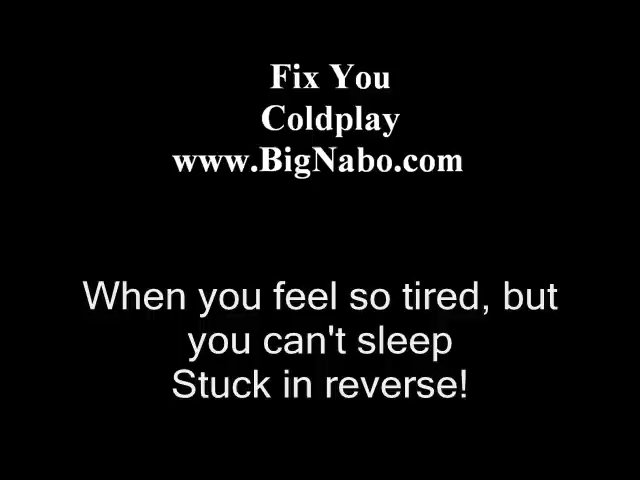 Fix You
Coldplay
www.BigNabo.com
When you feel so tired, but
you can't sleep
Stuck in reverse!